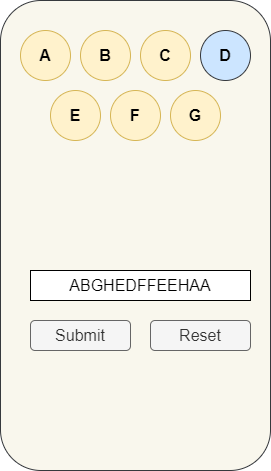 A B C D
E F G
ABGHEDFFEEHAA
Submit Reset